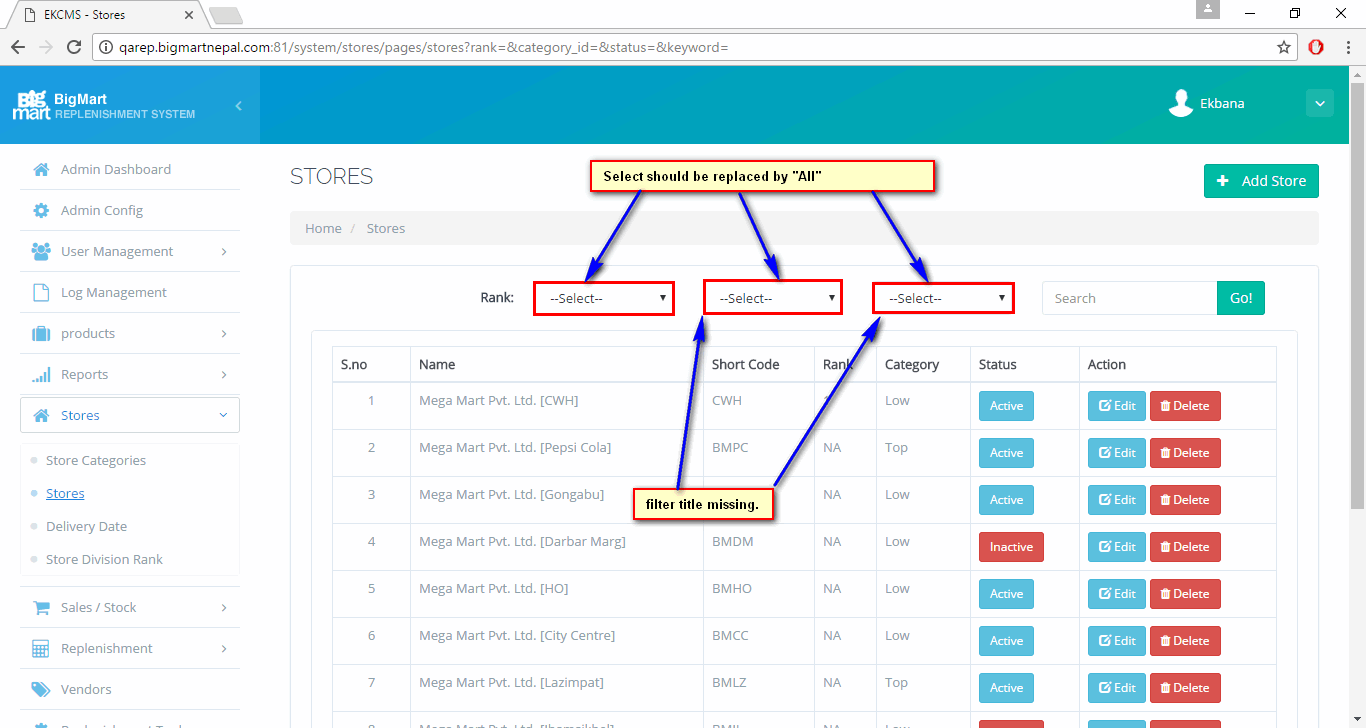 EKCMS - Stores
qarep.bigmartnepal.com:81/system/stores/pages/stores?rank=&category_id=&status=&keyword=
Big mart
BigMart
REPLENISHMENT SYSTEM
Ekbana
Admin Dashboard
Admin Config
User Management
Log Management
products
Reports
Stores
Store Categories
Stores
Delivery Date
Store Division Rank
Sales / Stock
Replenishment
Vendors
STORES
Select should be replaced by "All"
+ Add Store
Home / Stores
Rank: --Select-- --Select-- --Select-- Search Go!
S.no Name Short Code Rank Category Status Action
1 Mega Mart Pvt. Ltd. [CWH] CWH Low Active Edit Delete
2 Mega Mart Pvt. Ltd. [Pepsi Cola] BMPC NA Top Active Edit Delete
3 Mega Mart Pvt. Ltd. [Gongabu] NA Low Active Edit Delete
filter title missing.
4 Mega Mart Pvt. Ltd. [Darbar Marg] BMDM NA Low Inactive Edit Delete
5 Mega Mart Pvt. Ltd. [HO] BMHO NA Low Active Edit Delete
6 Mega Mart Pvt. Ltd. [City Centre] BMCC NA Low Active Edit Delete
7 Mega Mart Pvt. Ltd. [Lazimpat] BMLZ NA Top Active Edit Delete